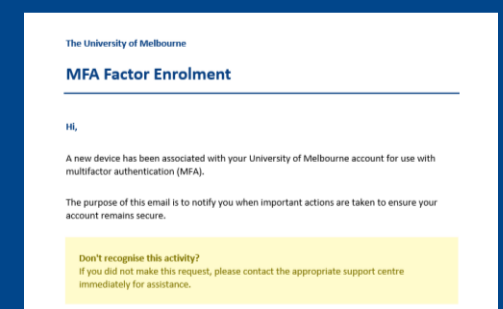 The University of Melbourne
MFA Factor Enrolment
Hi,
A new device has been associated with your University of Melbourne account for use with
multifactor authentication (MFA).
The purpose of this email is to notify you when important actions are taken to ensure your
account remains secure.
Don't recognise this activity?
If you did not make this request, please contact the appropriate support centre
immediately for assistance.